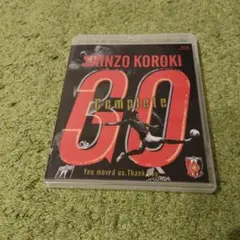 SHINZO KOROKI
30
Complete
You moved us. Thank